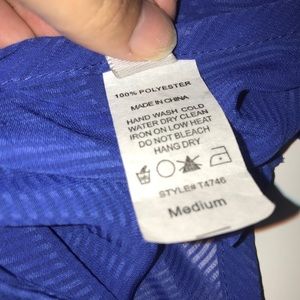 100% POLYESTER
MADE IN CHINA
HAND WASH COLD
WATER DRY CLEAN
IRON ON LOW HEAT
DO NOT BLEACH
HANG DRY
STYLE# T4746
Medium